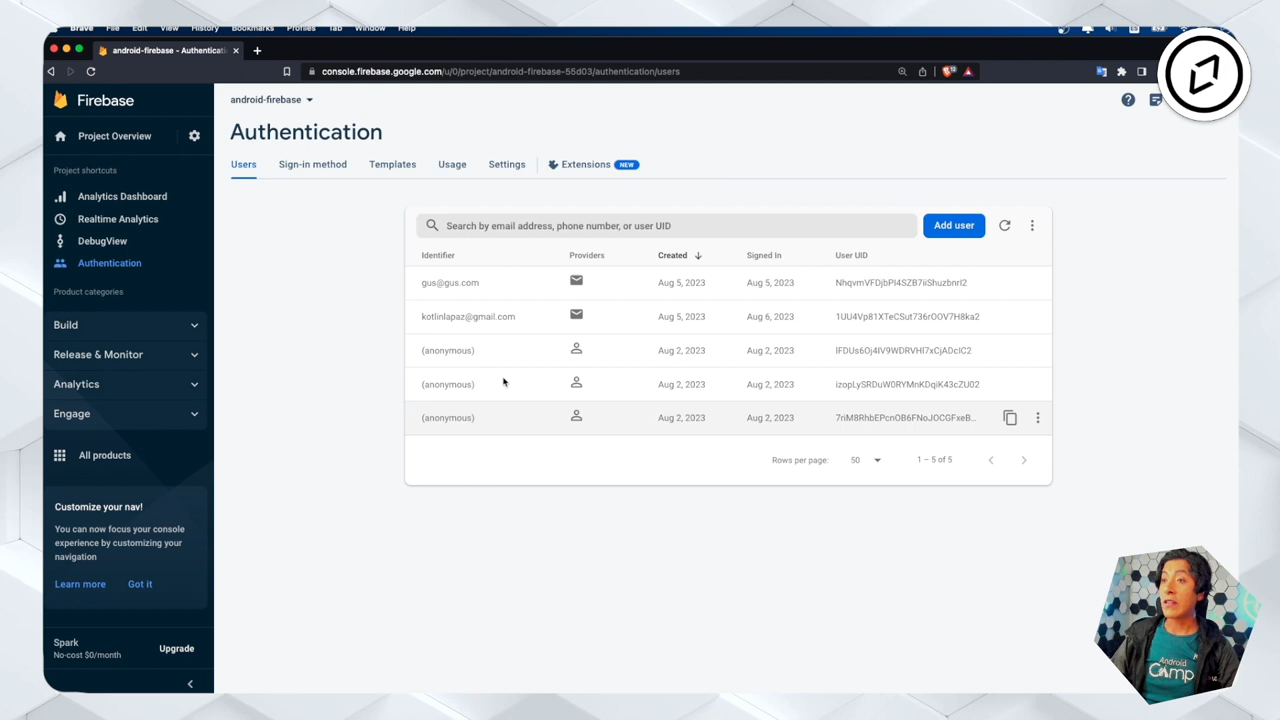 Brave File Edit View History Bookmarks Profiles Tab Window Help
android-firebase - Authenticati
console.firebase.google.com/u/0/project/android-firebase-55d03/authentication/users
Firebase
Project Overview
Project shortcuts
Analytics Dashboard
Realtime Analytics
DebugView
Authentication
Product categories
Build
Release & Monitor
Analytics
Engage
All products
Customize your nav!
You can now focus your console
experience by customizing your
navigation
Learn more Got it
Spark
No-cost $0/month
Upgrade
android-firebase
Authentication
Users Sign-in method Templates Usage Settings Extensions NEW
Search by email address, phone number, or user UID
Add user
Identifier Providers Created Signed In User UID
gus@gus.com Aug 5, 2023 Aug 5, 2023 NhqvmVFDjbPI4SZB7iiShuzbnrI2
kotlinlapaz@gmail.com Aug 5, 2023 Aug 6, 2023 1UU4Vp81XTeCSut736rOOV7H8ka2
(anonymous) Aug 2, 2023 Aug 2, 2023 IFDUs6Oj4IV9WDRVHl7xCjADcIC2
(anonymous) Aug 2, 2023 Aug 2, 2023 izopLySRDuW0RYMnKDqiK43cZU02
(anonymous) Aug 2, 2023 Aug 2, 2023 7riM8RhbEPcnOB6FNoJOCGFxeB...
Rows per page: 50 1 – 5 of 5
Android
Camp